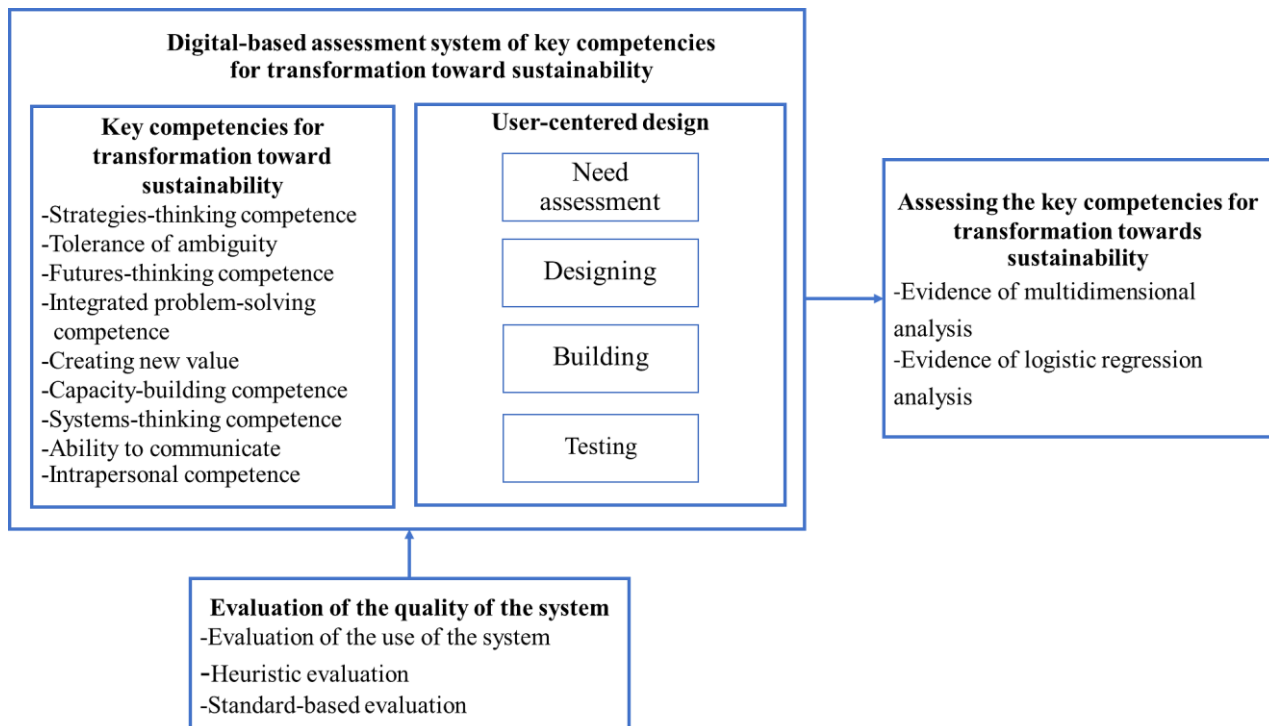 Digital-based assessment system of key competencies
for transformation toward sustainability
Key competencies for
transformation toward
sustainability
-Strategies-thinking competence
-Tolerance of ambiguity
-Futures-thinking competence
-Integrated problem-solving
competence
-Creating new value
-Capacity-building competence
-Systems-thinking competence
-Ability to communicate
-Intrapersonal competence
User-centered design
Need
assessment
Designing
Building
Testing
Assessing the key competencies for
transformation towards
sustainability
-Evidence of multidimensional
analysis
-Evidence of logistic regression
analysis
Evaluation of the quality of the system
-Evaluation of the use of the system
-Heuristic evaluation
-Standard-based evaluation